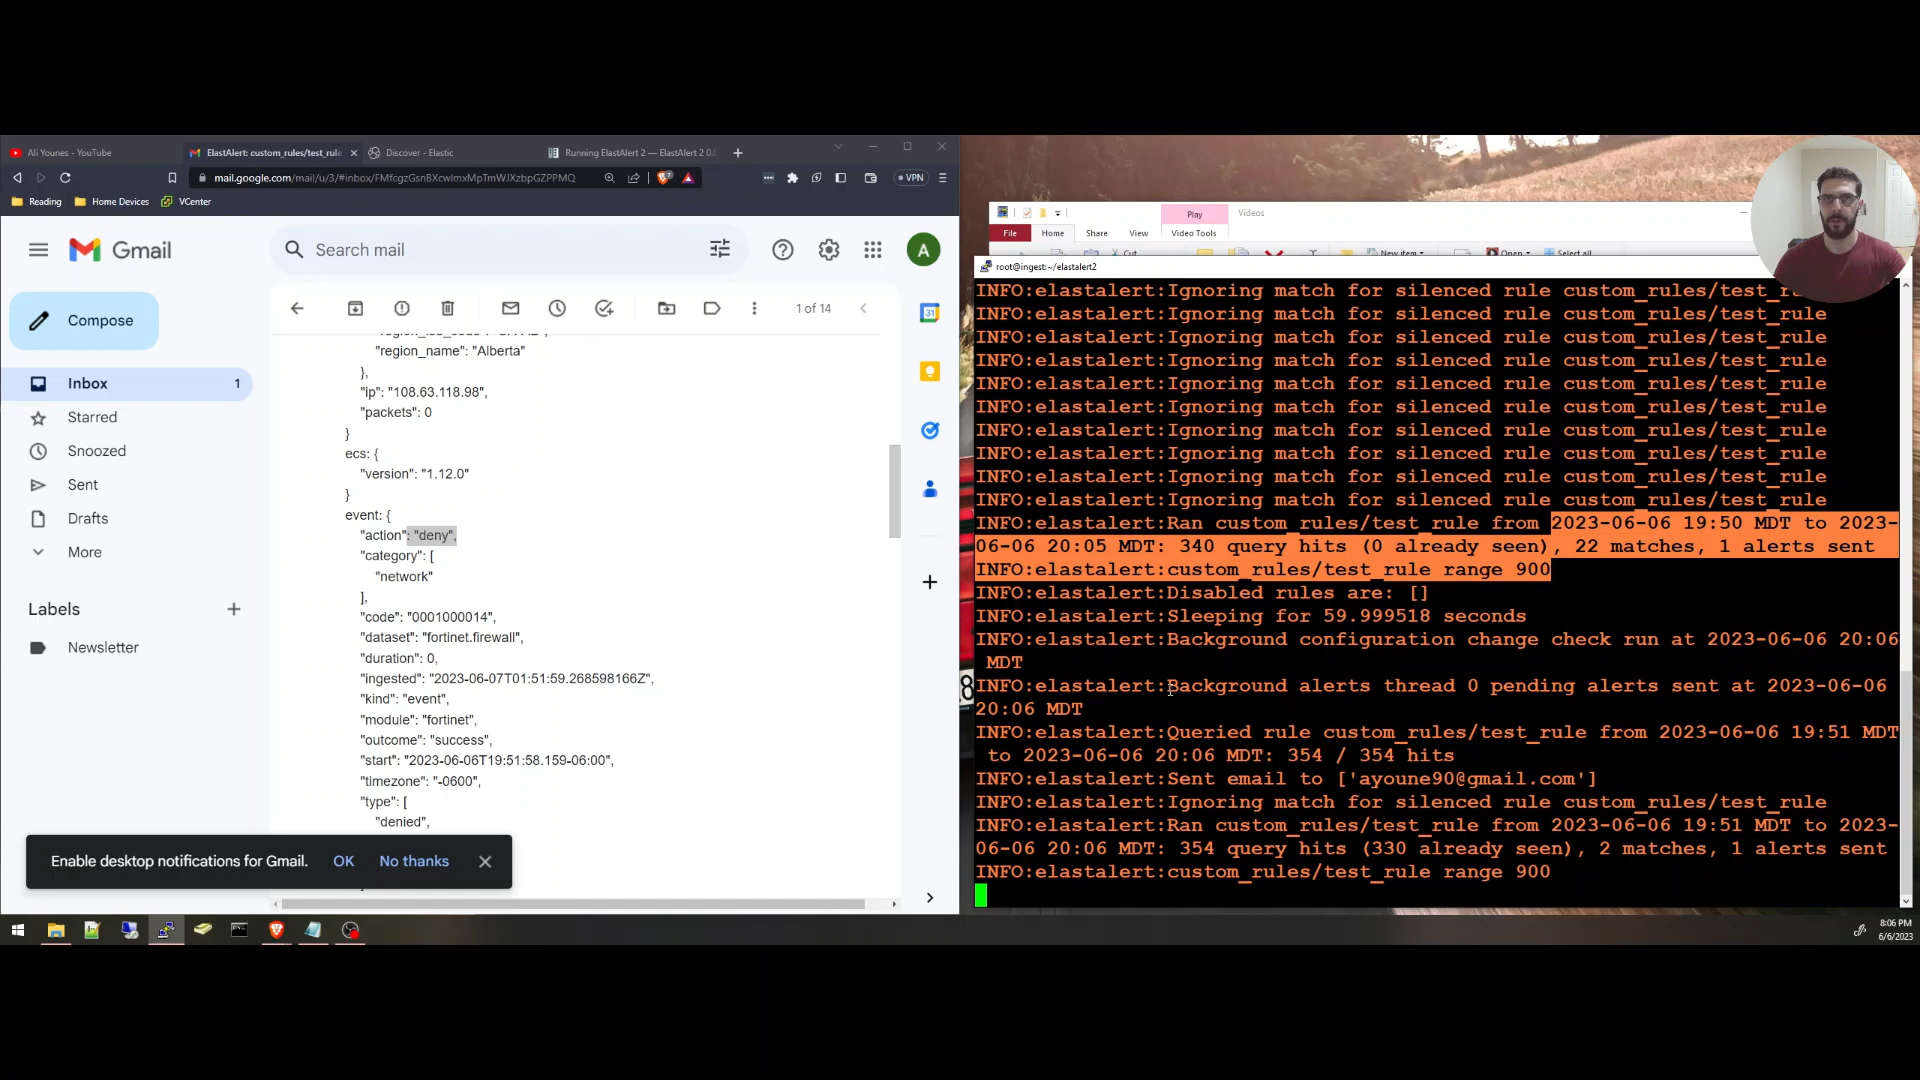 Ali Younes - YouTube
ElastAlert: custom_rules/test_rule
Discover - Elastic
Running ElastAlert 2 — ElastAlert 2 0.
mail.google.com/mail/u/3/#inbox/FMfcgzGsnBXcwlmxMpTmWJXzbpGZPPMQ
VPN
Reading
Home Devices
VCenter
Gmail
Search mail
A
Compose
1 of 14
Inbox 1
Starred
Snoozed
Sent
Drafts
More
Labels
Newsletter
"region_name": "Alberta"
},
"ip": "108.63.118.98",
"packets": 0
}
ecs: {
"version": "1.12.0"
}
event: {
"action": "deny",
"category": [
"network"
],
"code": "0001000014",
"dataset": "fortinet.firewall",
"duration": 0,
"ingested": "2023-06-07T01:51:59.268598166Z",
"kind": "event",
"module": "fortinet",
"outcome": "success",
"start": "2023-06-06T19:51:58.159-06:00",
"timezone": "-0600",
"type": [
"denied",
31
Enable desktop notifications for Gmail. OK No thanks
Play
Videos
File
Home
Share
View
Video Tools
Cut
New item
Open
Select all
root@ingest:~/elastalert2
INFO:elastalert:Ignoring match for silenced rule custom_rules/test_r
INFO:elastalert:Ignoring match for silenced rule custom_rules/test_rule
INFO:elastalert:Ignoring match for silenced rule custom_rules/test_rule
INFO:elastalert:Ignoring match for silenced rule custom_rules/test_rule
INFO:elastalert:Ignoring match for silenced rule custom_rules/test_rule
INFO:elastalert:Ignoring match for silenced rule custom_rules/test_rule
INFO:elastalert:Ignoring match for silenced rule custom_rules/test_rule
INFO:elastalert:Ignoring match for silenced rule custom_rules/test_rule
INFO:elastalert:Ignoring match for silenced rule custom_rules/test_rule
INFO:elastalert:Ignoring match for silenced rule custom_rules/test_rule
INFO:elastalert:Ran custom_rules/test_rule from 2023-06-06 19:50 MDT to 2023-
06-06 20:05 MDT: 340 query hits (0 already seen), 22 matches, 1 alerts sent
INFO:elastalert:custom_rules/test_rule range 900
INFO:elastalert:Disabled rules are: []
INFO:elastalert:Sleeping for 59.999518 seconds
INFO:elastalert:Background configuration change check run at 2023-06-06 20:06
MDT
INFO:elastalert:Background alerts thread 0 pending alerts sent at 2023-06-06
20:06 MDT
INFO:elastalert:Queried rule custom_rules/test_rule from 2023-06-06 19:51 MDT
to 2023-06-06 20:06 MDT: 354 / 354 hits
INFO:elastalert:Sent email to ['ayoune90@gmail.com']
INFO:elastalert:Ignoring match for silenced rule custom_rules/test_rule
INFO:elastalert:Ran custom_rules/test_rule from 2023-06-06 19:51 MDT to 2023-
06-06 20:06 MDT: 354 query hits (330 already seen), 2 matches, 1 alerts sent
INFO:elastalert:custom_rules/test_rule range 900
8:06 PM
6/6/2023